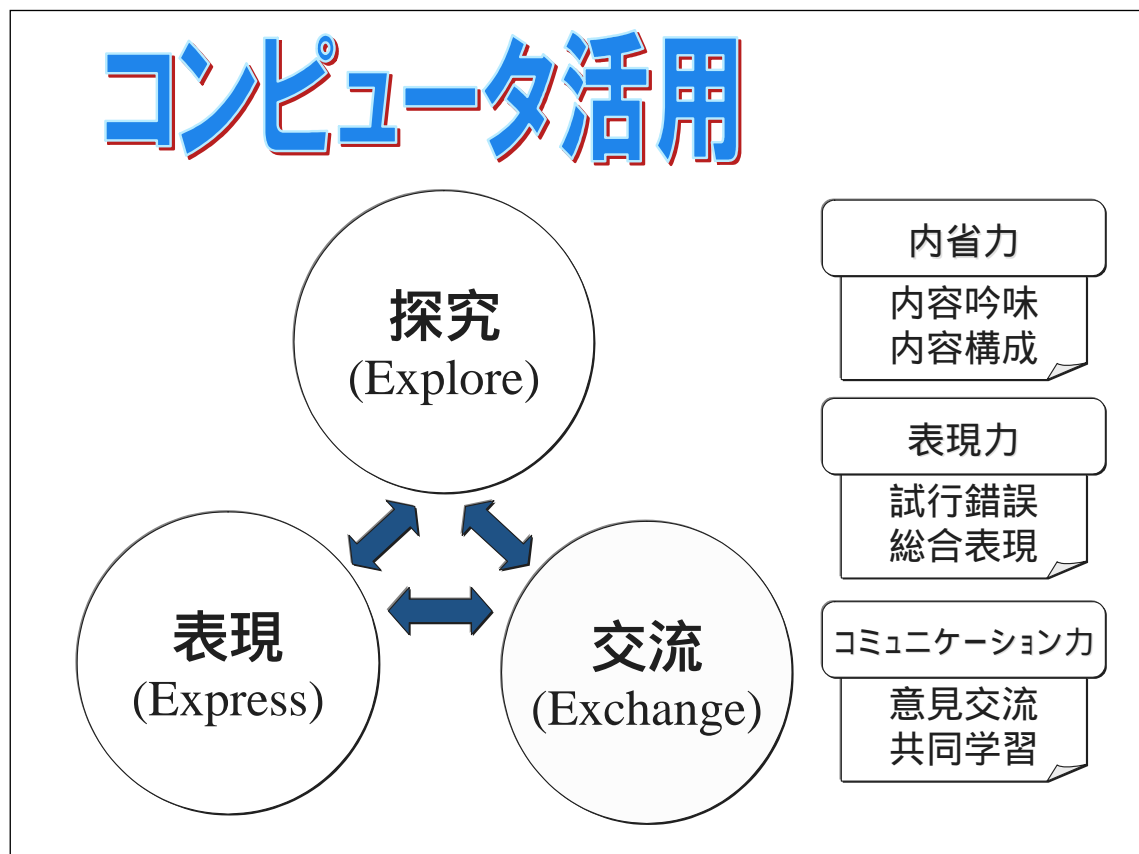 コンピュータ活用
探究
(Explore)
表現
(Express)
交流
(Exchange)
内省力
内容吟味
内容構成
表現力
試行錯誤
総合表現
コミュニケーション力
意見交流
共同学習